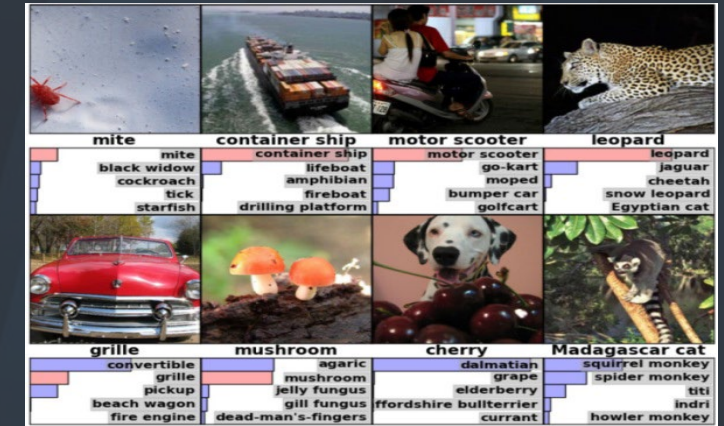 mite container ship motor scooter leopard
mite container ship motor scooter leopard
black widow lifeboat go-kart jaguar
cockroach amphibian moped cheetah
tick fireboat bumper car snow leopard
starfish drilling platform golfcart Egyptian cat
grille mushroom cherry Madagascar cat
convertible agaric dalmatian squirrel monkey
grille mushroom grape spider monkey
pickup jelly fungus elderberry titi
beach wagon gill fungus ffordshire bullterrier indri
fire engine dead-man's-fingers currant howler monkey